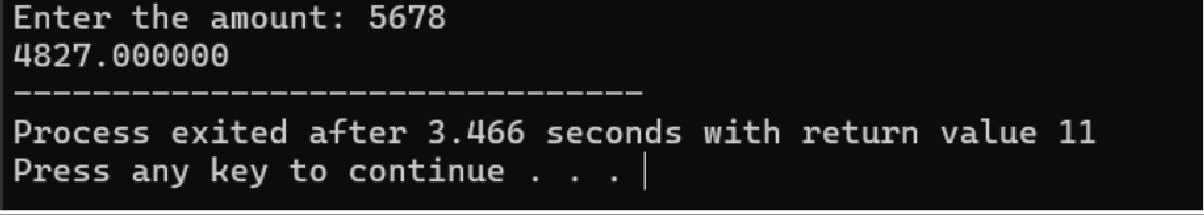 Enter the amount: 5678
4827.000000
--------------------------------
Process exited after 3.466 seconds with return value 11
Press any key to continue . . .